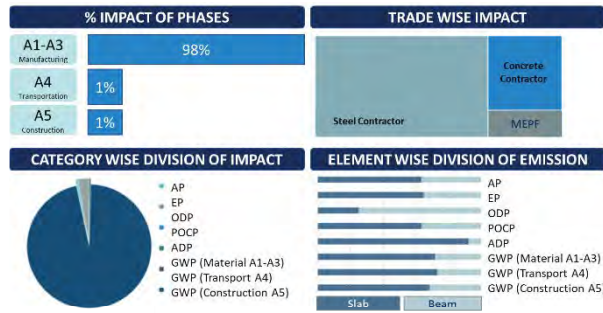 % IMPACT OF PHASES
A1-A3
Manufacturing
98%
A4
Transportation
1%
A5
Construction
1%
TRADE WISE IMPACT
Steel Contractor
Concrete
Contractor
MEPF
CATEGORY WISE DIVISION OF IMPACT
AP
EP
ODP
POCP
ADP
GWP (Material A1-A3)
GWP (Transport A4)
GWP (Construction A5)
ELEMENT WISE DIVISION OF EMISSION
AP
EP
ODP
POCP
ADP
GWP (Material A1-A3)
GWP (Transport A4)
GWP (Construction A5)
Slab
Beam